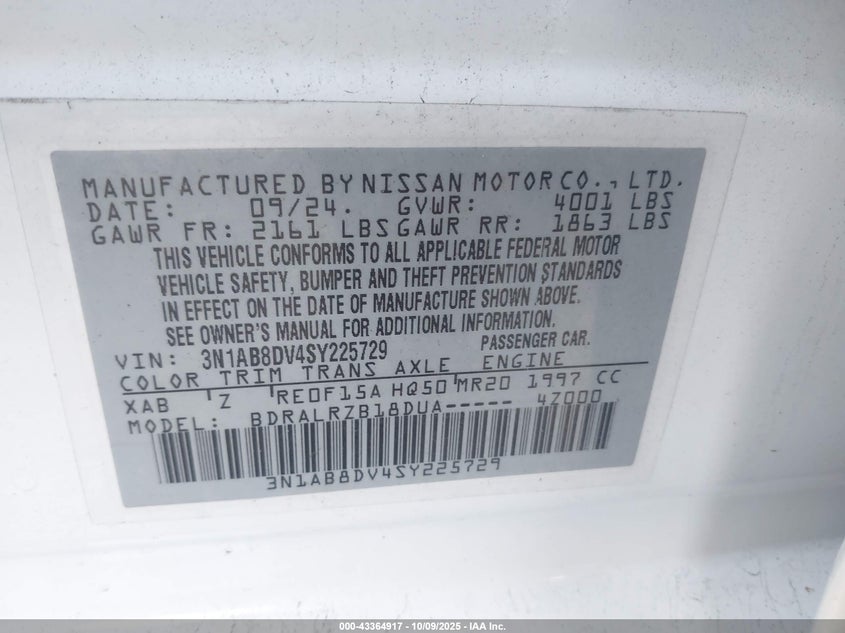 MANUFACTURED BY NISSAN MOTOR CO., LTD.
DATE: 09/24. GVWR: 4001 LBS
GAWR FR: 2161 LBS GAWR RR: 1863 LBS
THIS VEHICLE CONFORMS TO ALL APPLICABLE FEDERAL MOTOR
VEHICLE SAFETY, BUMPER AND THEFT PREVENTION STANDARDS
IN EFFECT ON THE DATE OF MANUFACTURE SHOWN ABOVE.
SEE OWNER'S MANUAL FOR ADDITIONAL INFORMATION.
VIN: 3N1AB8DV4SY225729 PASSENGER CAR.
COLOR TRIM TRANS AXLE ENGINE
XAB Z RE0F15A HQ50 MR20 1997 CC
MODEL: BDRALRZB18DUA----- 4Z000
3N1AB8DV4SY225729
000-43364917 - 10/09/2025 - IAA Inc.